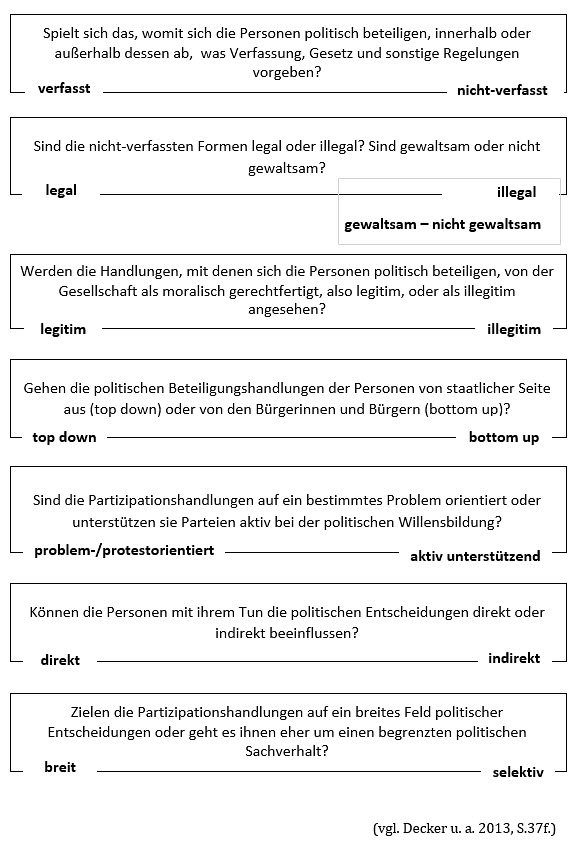 Spielt sich das, womit sich die Personen politisch beteiligen, innerhalb oder
außerhalb dessen ab, was Verfassung, Gesetz und sonstige Regelungen
vorgeben?
verfasst nicht-verfasst
Sind die nicht-verfassten Formen legal oder illegal? Sind gewaltsam oder nicht
gewaltsam?
legal illegal
gewaltsam – nicht gewaltsam
Werden die Handlungen, mit denen sich die Personen politisch beteiligen, von der
Gesellschaft als moralisch gerechtfertigt, also legitim, oder als illegitim
angesehen?
legitim illegitim
Gehen die politischen Beteiligungshandlungen der Personen von staatlicher Seite
aus (top down) oder von den Bürgerinnen und Bürgern (bottom up)?
top down bottom up
Sind die Partizipationshandlungen auf ein bestimmtes Problem orientiert oder
unterstützen sie Parteien aktiv bei der politischen Willensbildung?
problem-/protestorientiert aktiv unterstützend
Können die Personen mit ihrem Tun die politischen Entscheidungen direkt oder
indirekt beeinflussen?
direkt indirekt
Zielen die Partizipationshandlungen auf ein breites Feld politischer
Entscheidungen oder geht es ihnen eher um einen begrenzten politischen
Sachverhalt?
breit selektiv
(vgl. Decker u. a. 2013, S.37f.)